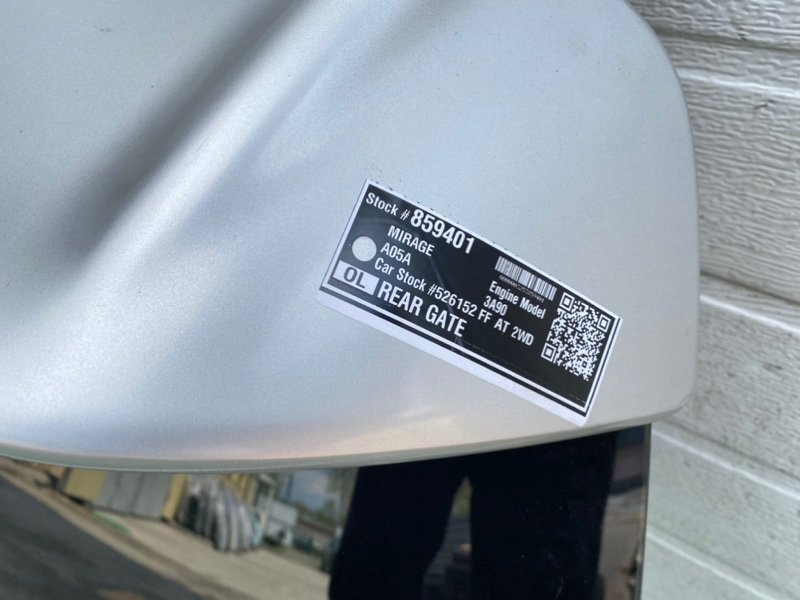 Stock # 859401
MIRAGE
A05A
Engine Model
3A90
Car Stock #526152 FF AT 2WD
OL REAR GATE